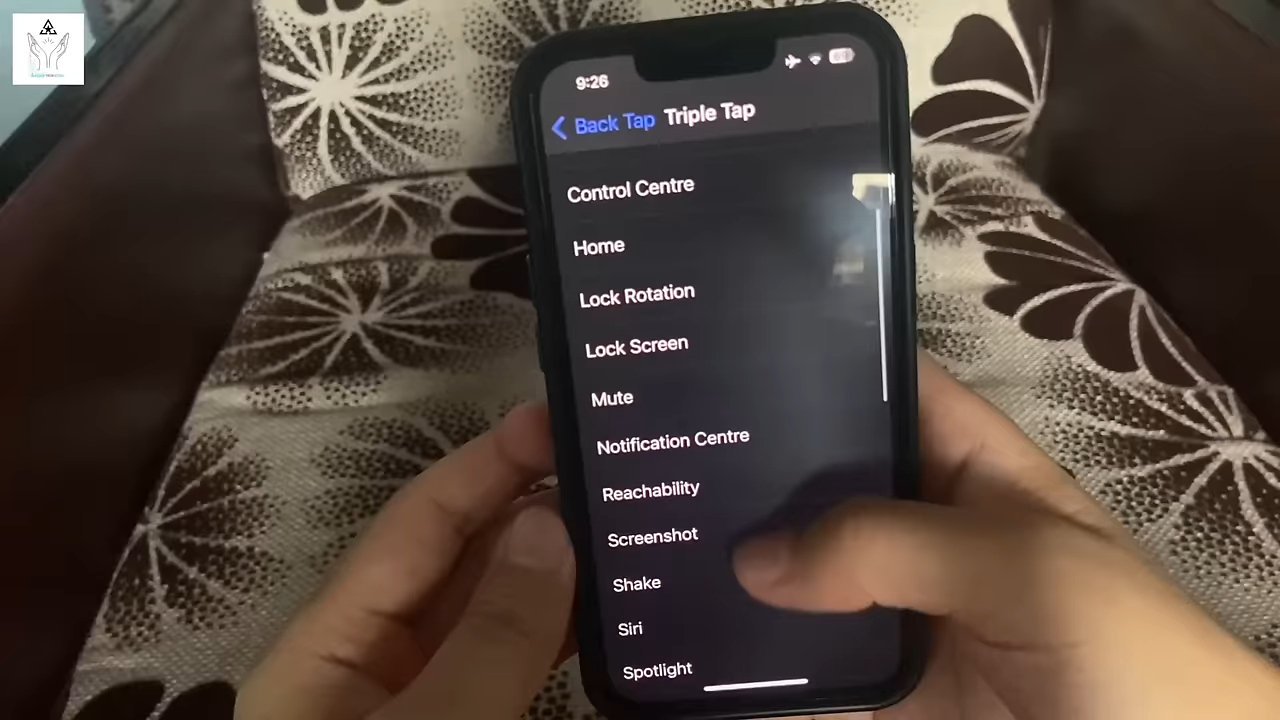 9:26
Back Tap Triple Tap
Control Centre
Home
Lock Rotation
Lock Screen
Mute
Notification Centre
Reachability
Screenshot
Shake
Siri
Spotlight